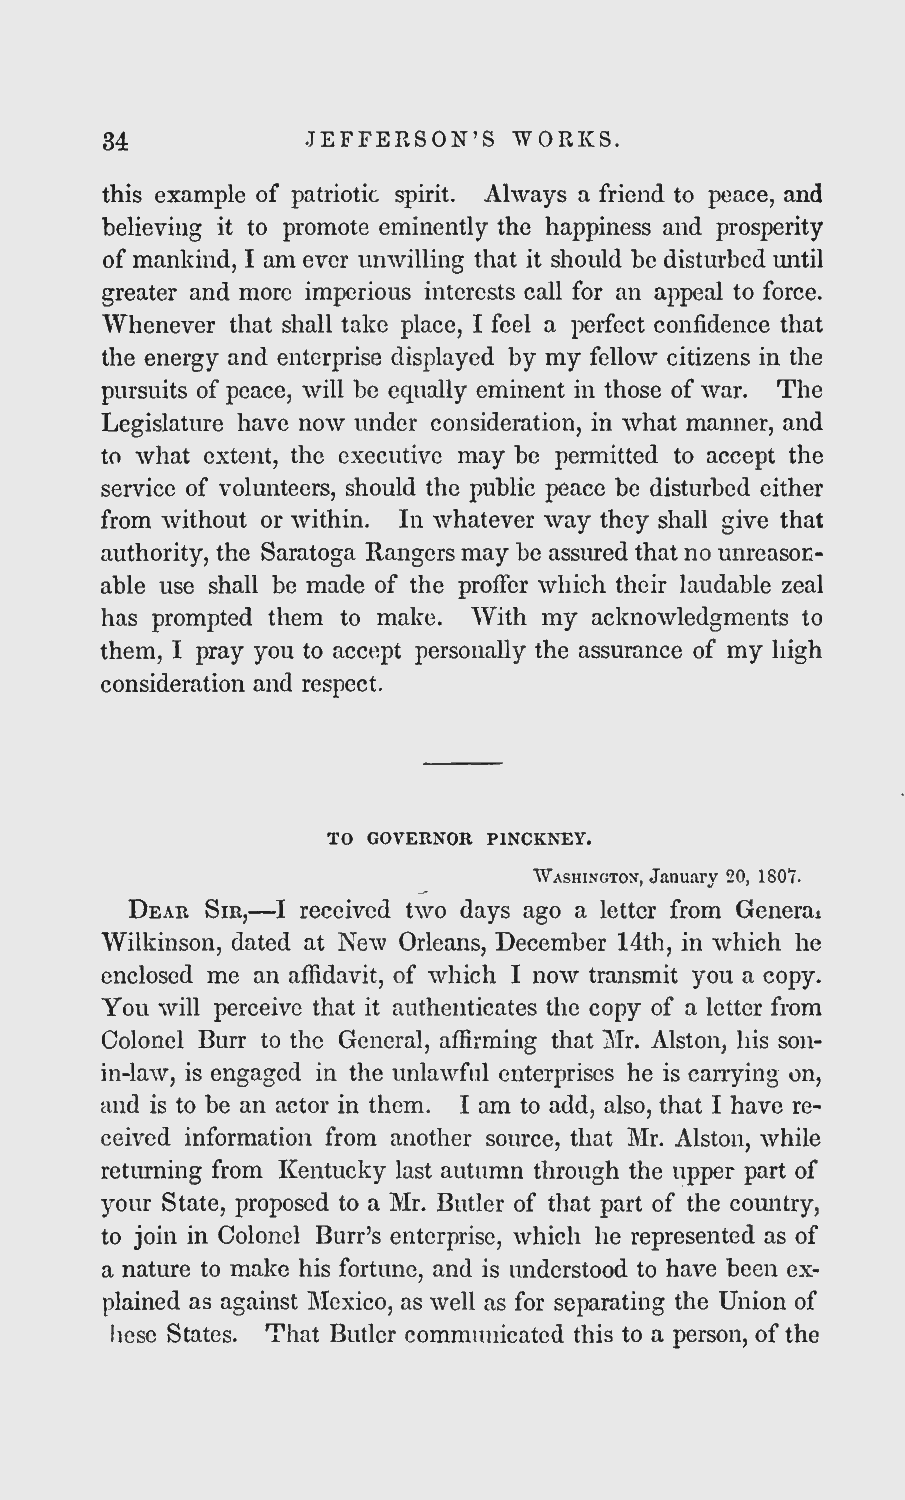 34 JEFFERSON'S WORKS.
this example of patriotic spirit. Always a friend to peace, and
believing it to promote eminently the happiness and prosperity
of mankind, I am ever unwilling that it should be disturbed until
greater and more imperious interests call for an appeal to force.
Whenever that shall take place, I feel a perfect confidence that
the energy and enterprise displayed by my fellow citizens in the
pursuits of peace, will be equally eminent in those of war. The
Legislature have now under consideration, in what manner, and
to what extent, the executive may be permitted to accept the
service of volunteers, should the public peace be disturbed either
from without or within. In whatever way they shall give that
authority, the Saratoga Rangers may be assured that no unreason-
able use shall be made of the proffer which their laudable zeal
has prompted them to make. With my acknowledgments to
them, I pray you to accept personally the assurance of my high
consideration and respect.
TO GOVERNOR PINCKNEY.
WASHINGTON, January 20, 1807.
DEAR SIR,—I received two days ago a letter from General
Wilkinson, dated at New Orleans, December 14th, in which he
enclosed me an affidavit, of which I now transmit you a copy.
You will perceive that it authenticates the copy of a letter from
Colonel Burr to the General, affirming that Mr. Alston, his son-
in-law, is engaged in the unlawful enterprises he is carrying on,
and is to be an actor in them. I am to add, also, that I have re-
ceived information from another source, that Mr. Alston, while
returning from Kentucky last autumn through the upper part of
your State, proposed to a Mr. Butler of that part of the country,
to join in Colonel Burr's enterprise, which he represented as of
a nature to make his fortune, and is understood to have been ex-
plained as against Mexico, as well as for separating the Union of
hese States. That Butler communicated this to a person, of the